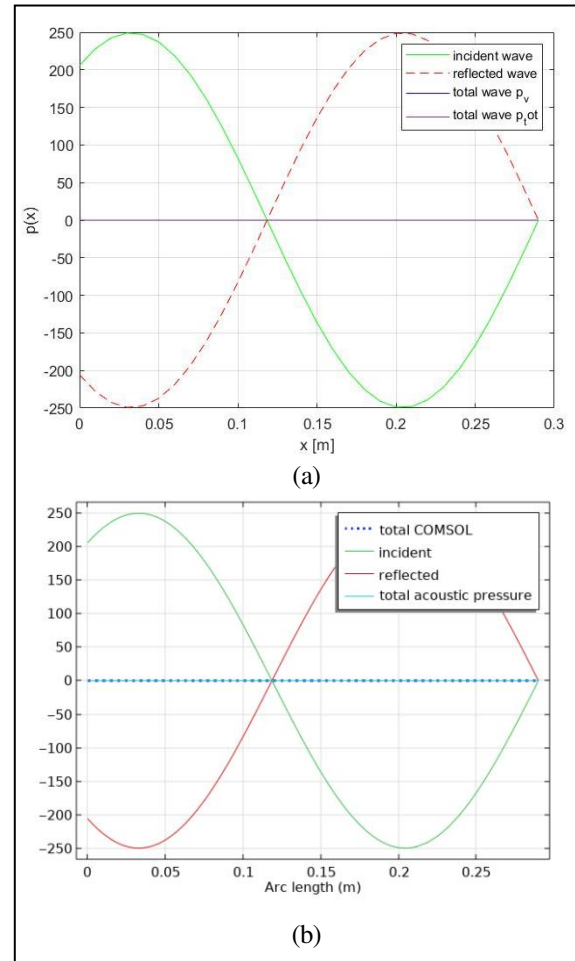 250
200
150
100
50
0
-50
-100
-150
-200
-250
p(x)
incident wave
reflected wave
total wave p_v
total wave p_tot
0 0.05 0.1 0.15 0.2 0.25 0.3
x [m]
(a)
250
200
150
100
50
0
−50
−100
−150
−200
−250
total COMSOL
incident
reflected
total acoustic pressure
0 0.05 0.1 0.15 0.2 0.25
Arc length (m)
(b)